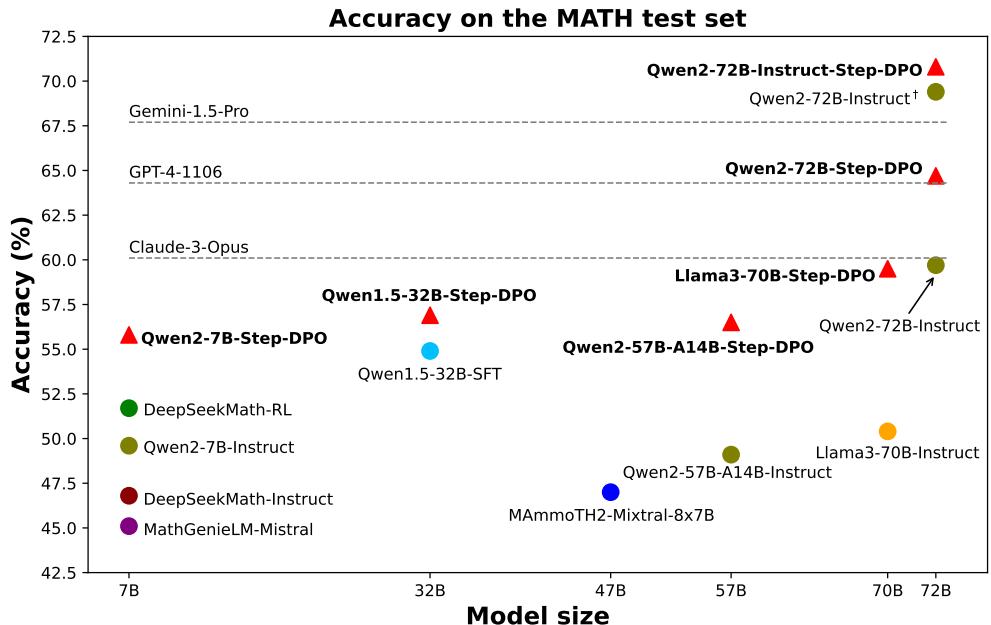 Accuracy on the MATH test set
72.5
70.0
67.5
65.0
62.5
60.0
57.5
55.0
52.5
50.0
47.5
45.0
42.5
Accuracy (%)
Qwen2-72B-Instruct-Step-DPO
Qwen2-72B-Instruct†
Gemini-1.5-Pro
GPT-4-1106
Qwen2-72B-Step-DPO
Claude-3-Opus
Llama3-70B-Step-DPO
Qwen1.5-32B-Step-DPO
Qwen2-72B-Instruct
Qwen2-7B-Step-DPO
Qwen2-57B-A14B-Step-DPO
Qwen1.5-32B-SFT
DeepSeekMath-RL
Qwen2-7B-Instruct
Llama3-70B-Instruct
Qwen2-57B-A14B-Instruct
DeepSeekMath-Instruct
MAmmoTH2-Mixtral-8x7B
MathGenieLM-Mistral
7B 32B 47B 57B 70B 72B
Model size